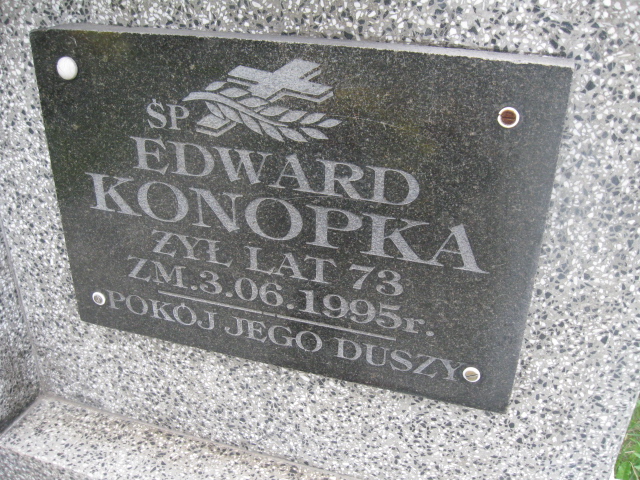 ŚP
EDWARD
KONOPKA
ŻYŁ LAT 73
ZM.3.06.1995r.
POKÓJ JEGO DUSZY